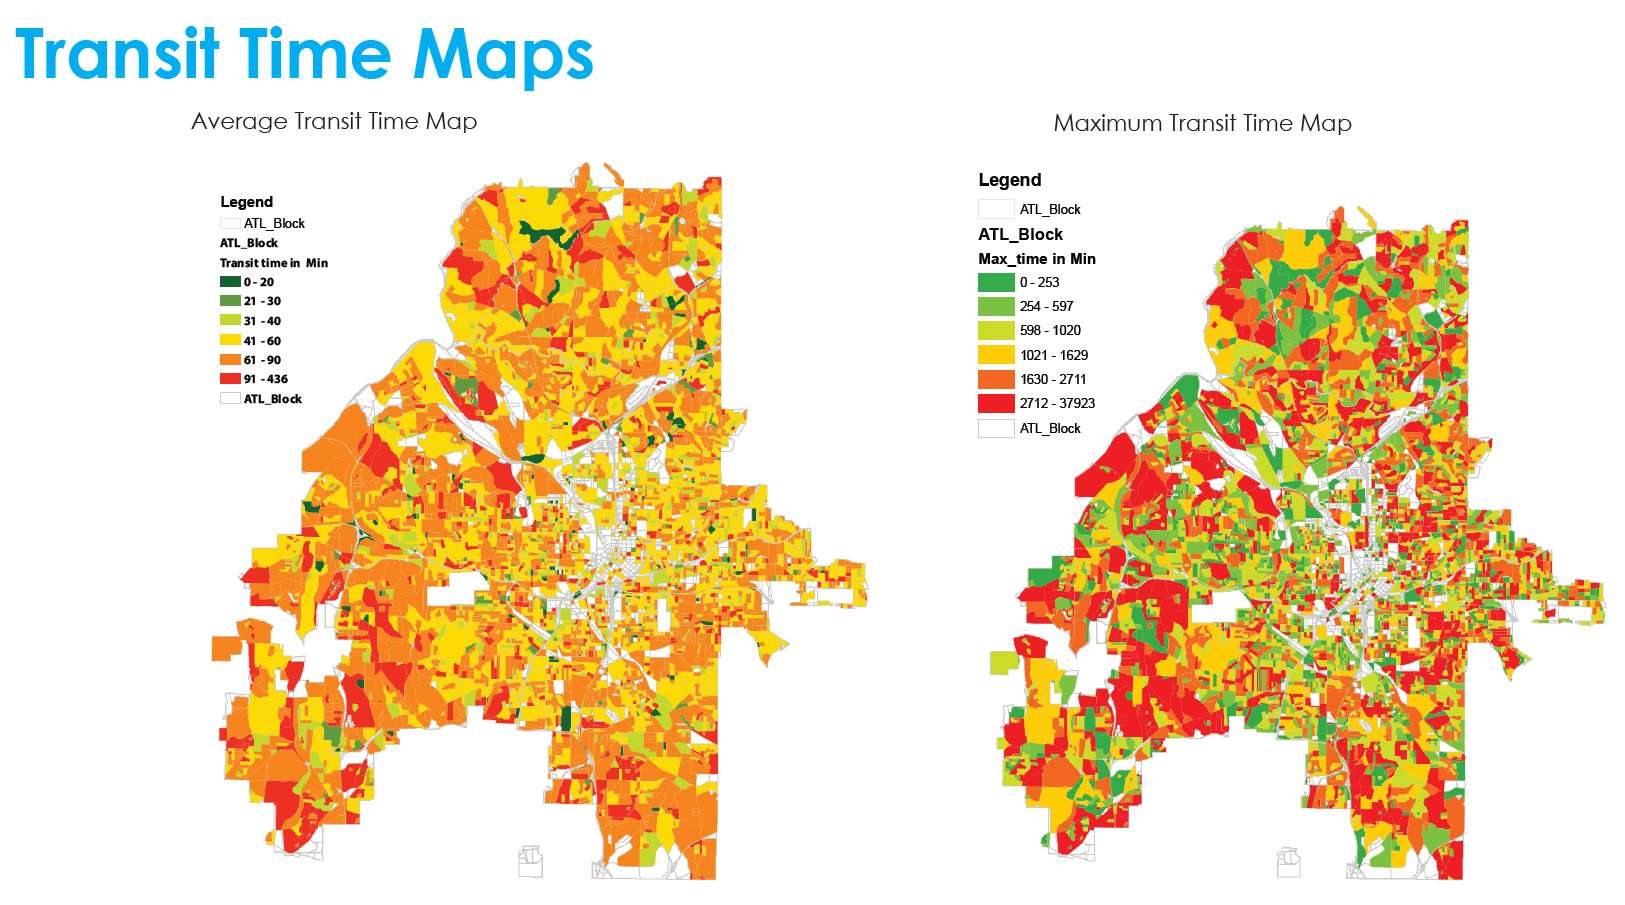 Transit Time Maps
Average Transit Time Map
Legend
ATL_Block
ATL_Block
Transit time in Min
0 - 20
21 - 30
31 - 40
41 - 60
61 - 90
91 - 436
ATL_Block
Maximum Transit Time Map
Legend
ATL_Block
ATL_Block
Max_time in Min
0 - 253
254 - 597
598 - 1020
1021 - 1629
1630 - 2711
2712 - 37923
ATL_Block